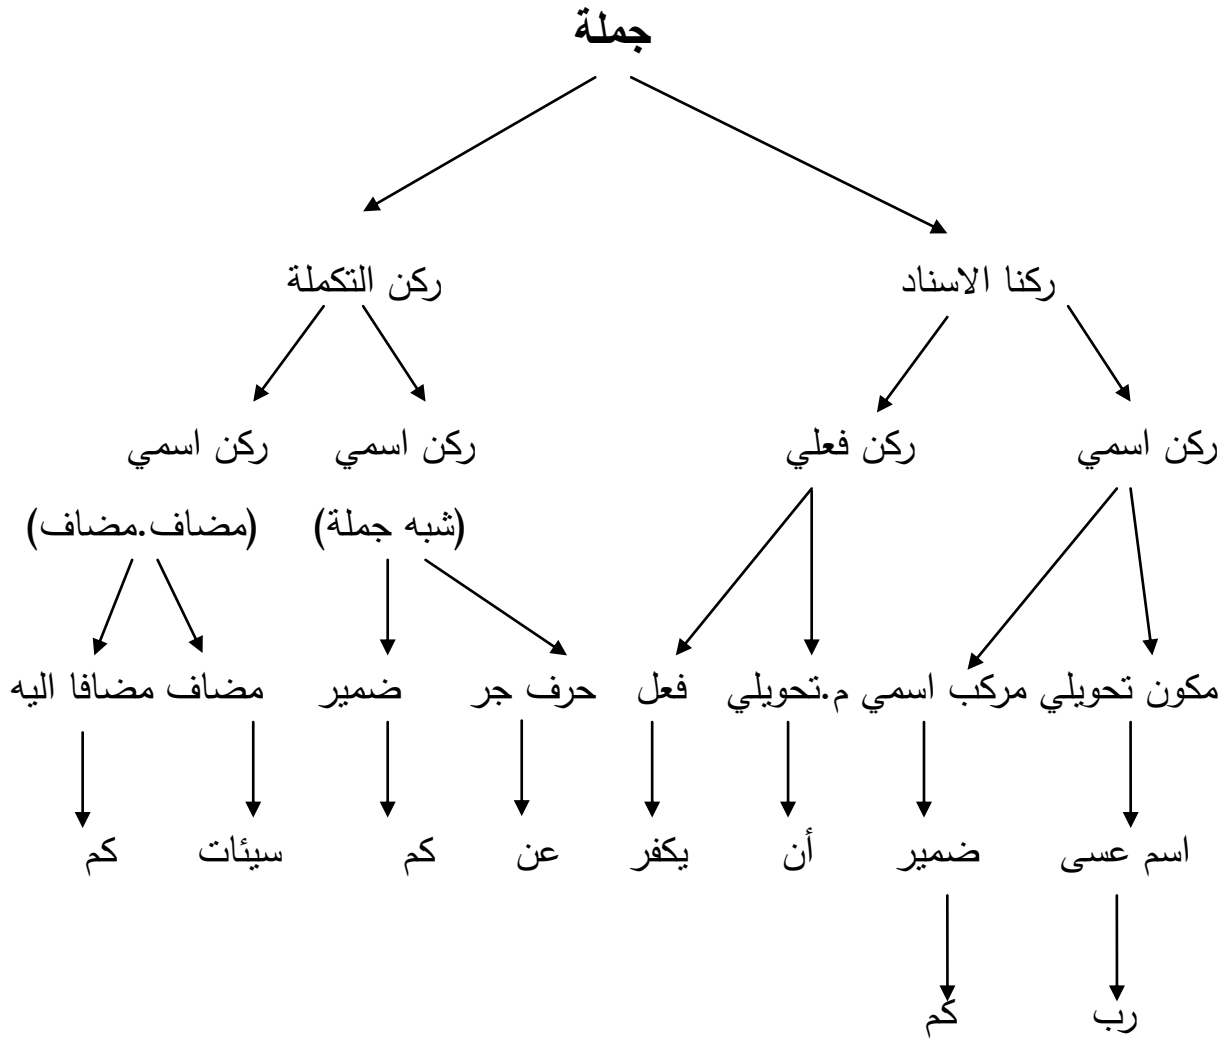 جملة
ركنا الاسناد ركن التكملة
ركن اسمي ركن فعلي ركن اسمي ركن اسمي
(شبه جملة) (مضاف.مضاف)
مكون تحويلي مركب اسمي م.تحويلي فعل حرف جر ضمير مضاف مضافا اليه
اسم عسى ضمير أن يكفر عن كم سيئات كم
رب كم